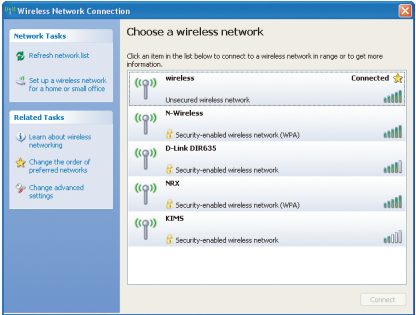 Wireless Network Connection
Network Tasks
Refresh network list
Set up a wireless network
for a home or small office
Related Tasks
Learn about wireless
networking
Change the order of
preferred networks
Change advanced
settings
Choose a wireless network
Click an item in the list below to connect to a wireless network in range or to get more
information.
wireless Connected
Unsecured wireless network
N-Wireless
Security-enabled wireless network (WPA)
D-Link DIR635
Security-enabled wireless network
NRX
Security-enabled wireless network (WPA)
KIMS
Security-enabled wireless network
Connect